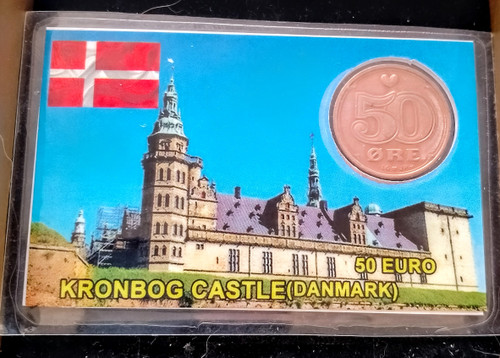 50
ØRE
50 EURO
KRONBOG CASTLE(DANMARK)